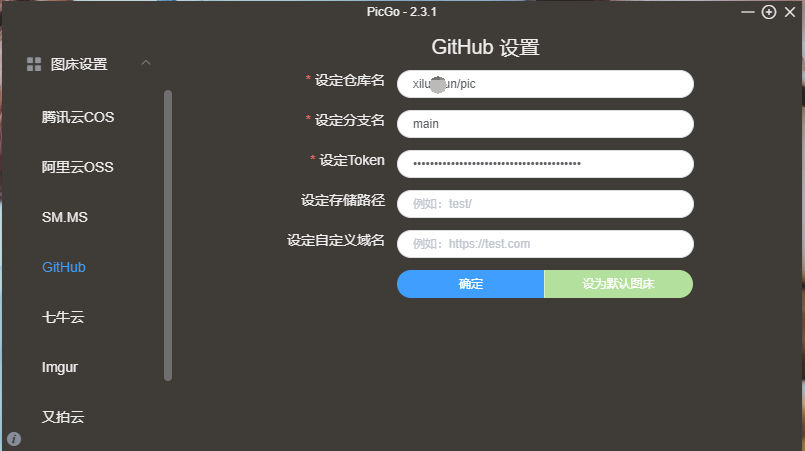 PicGo - 2.3.1
图床设置
腾讯云COS
阿里云OSS
SM.MS
GitHub
七牛云
Imgur
又拍云
GitHub 设置
* 设定仓库名
/pic
* 设定分支名
main
* 设定Token
设定存储路径
例如：test/
设定自定义域名
例如：https://test.com
确定
设为默认图床